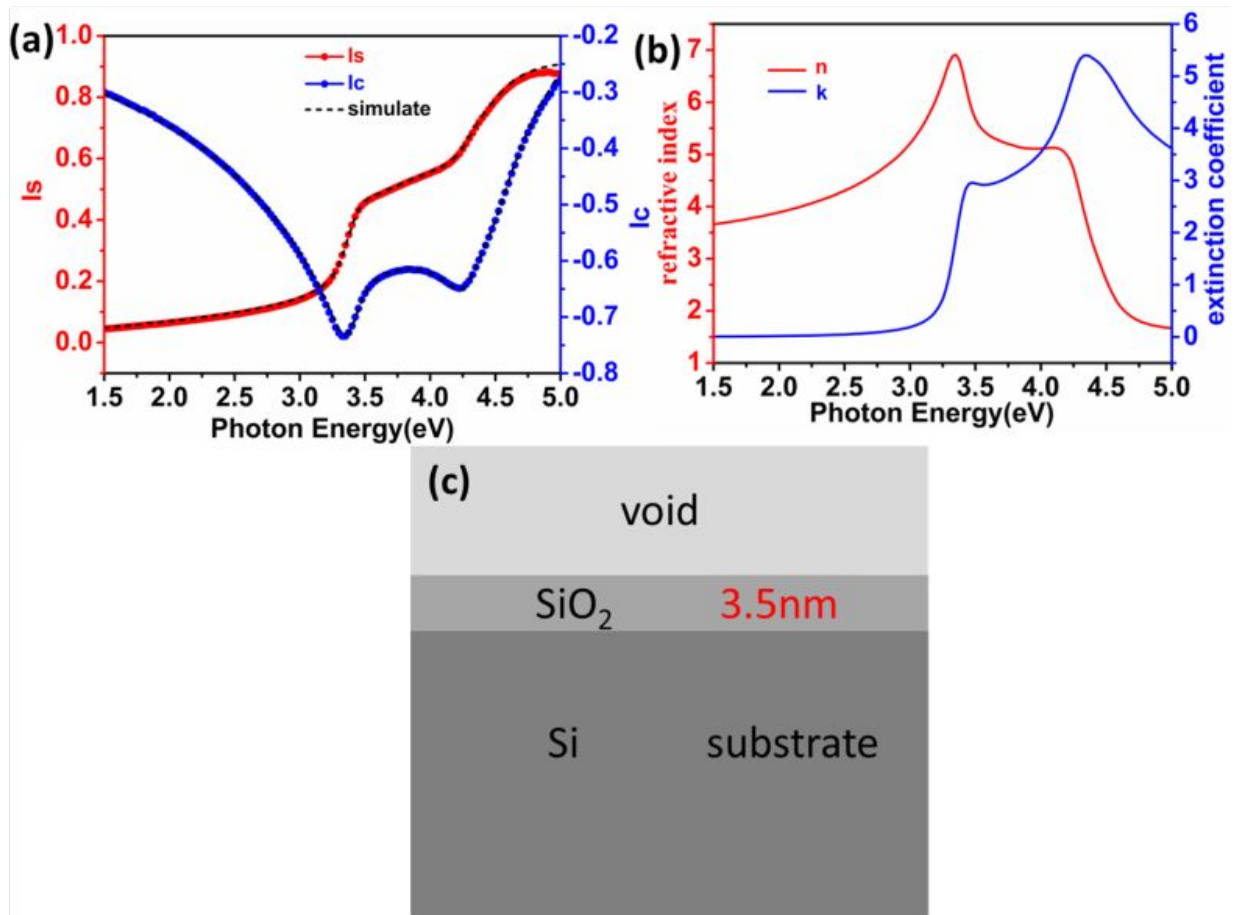 (a)
1.0
0.8
0.6
0.4
0.2
0.0
Is
Is
Ic
simulate
-0.2
-0.3
-0.4
-0.5
-0.6
-0.7
-0.8
Ic
1.5 2.0 2.5 3.0 3.5 4.0 4.5 5.0
Photon Energy(eV)
(b)
7
6
5
4
3
2
1
refractive index
n
k
6
5
4
3
2
1
0
extinction coefficient
1.5 2.0 2.5 3.0 3.5 4.0 4.5 5.0
Photon Energy(eV)
(c)
void
SiO₂ 3.5nm
Si substrate